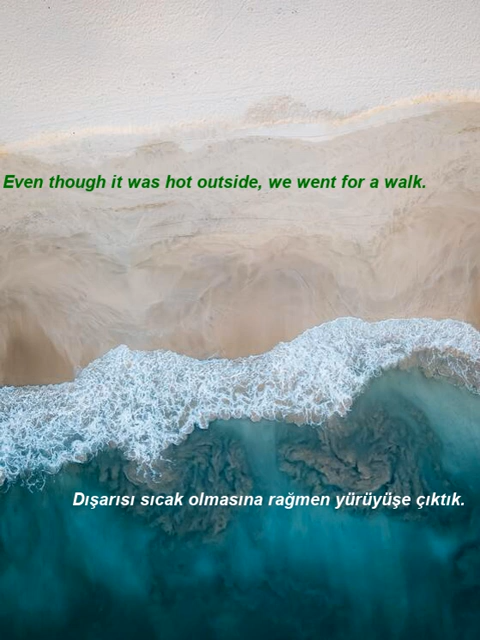 Even though it was hot outside, we went for a walk.
Dışarısı sıcak olmasına rağmen yürüyüşe çıktık.